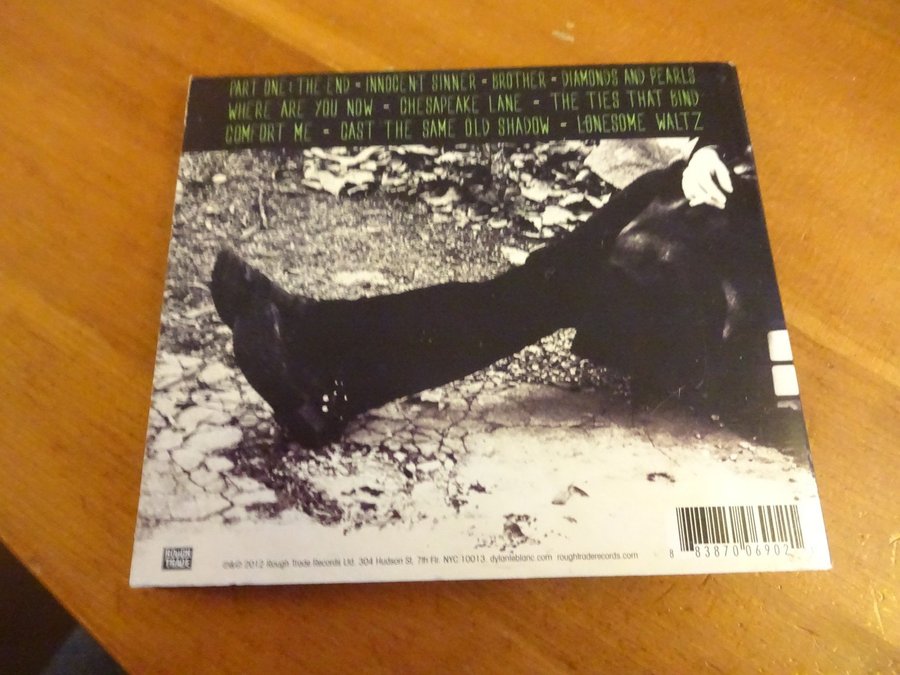 PART ONE: THE END - INNOCENT SINNER - BROTHER - DIAMONDS AND PEARLS
WHERE ARE YOU NOW - CHESAPEAKE LANE - THE TIES THAT BIND
COMFORT ME - CAST THE SAME OLD SHADOW - LONESOME WALTZ
ROUGH
TRADE
℗&© 2012 Rough Trade Records Ltd. 304 Hudson St, 7th Flr. NYC 10013. dylanleblanc.com roughtraderecords.com
8 83870 06902